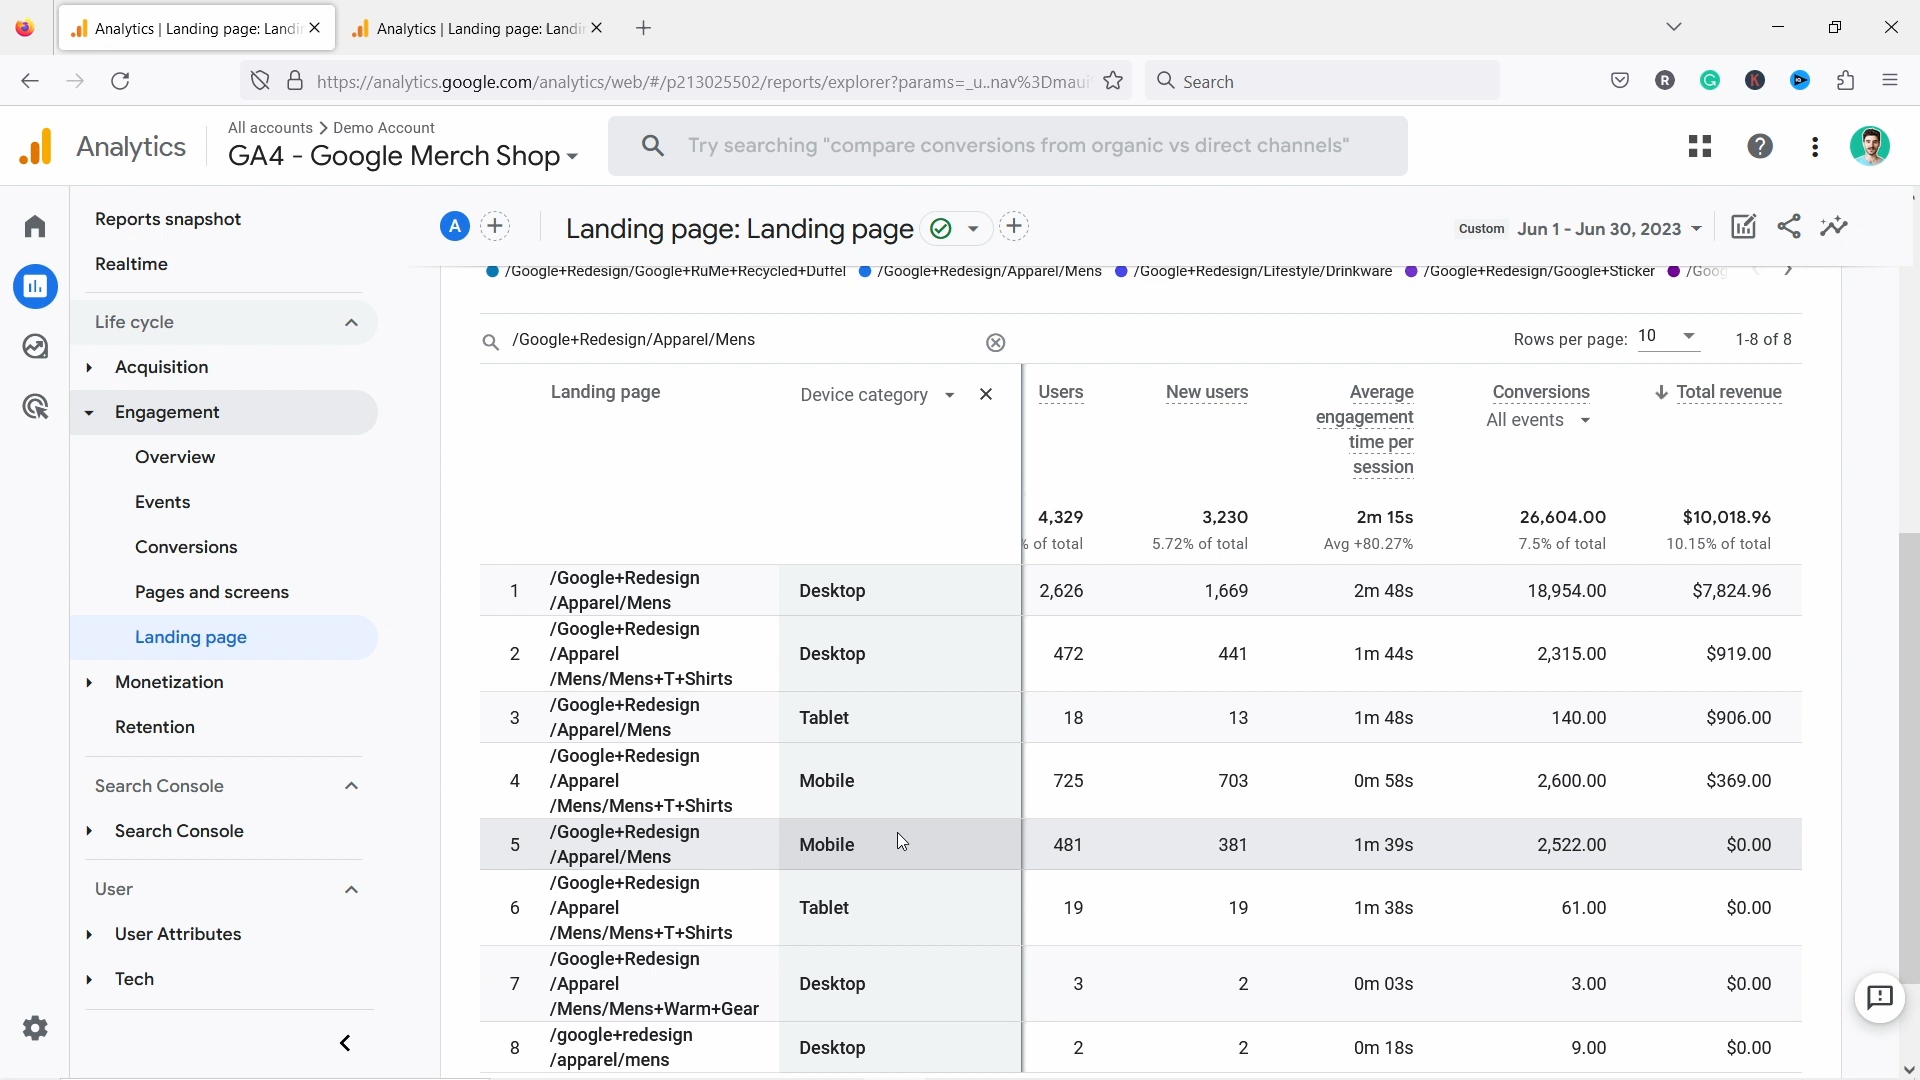 Analytics | Landing page: Landi
Analytics | Landing page: Landi
https://analytics.google.com/analytics/web/#/p213025502/reports/explorer?params=_u..nav%3Dmaui
Search
R
G
K
Analytics
All accounts > Demo Account
GA4 - Google Merch Shop
Try searching "compare conversions from organic vs direct channels"
Reports snapshot
Realtime
Life cycle
Acquisition
Engagement
Overview
Events
Conversions
Pages and screens
Landing page
Monetization
Retention
Search Console
Search Console
User
User Attributes
Tech
A
Landing page: Landing page
Custom Jun 1 - Jun 30, 2023
/Google+Redesign/Google+RuMe+Recycled+Duffel /Google+Redesign/Apparel/Mens /Google+Redesign/Lifestyle/Drinkware /Google+Redesign/Google+Sticker /Goog
/Google+Redesign/Apparel/Mens
Rows per page: 10 1-8 of 8
Landing page Device category Users New users Average engagement time per session Conversions Total revenue
All events
4,329 3,230 2m 15s 26,604.00 $10,018.96
% of total 5.72% of total Avg +80.27% 7.5% of total 10.15% of total
1 /Google+Redesign
/Apparel/Mens
Desktop 2,626 1,669 2m 48s 18,954.00 $7,824.96
2 /Google+Redesign
/Apparel
/Mens/Mens+T+Shirts
Desktop 472 441 1m 44s 2,315.00 $919.00
3 /Google+Redesign
/Apparel/Mens
Tablet 18 13 1m 48s 140.00 $906.00
4 /Google+Redesign
/Apparel
/Mens/Mens+T+Shirts
Mobile 725 703 0m 58s 2,600.00 $369.00
5 /Google+Redesign
/Apparel/Mens
Mobile 481 381 1m 39s 2,522.00 $0.00
6 /Google+Redesign
/Apparel
/Mens/Mens+T+Shirts
Tablet 19 19 1m 38s 61.00 $0.00
7 /Google+Redesign
/Apparel
/Mens/Mens+Warm+Gear
Desktop 3 2 0m 03s 3.00 $0.00
8 /google+redesign
/apparel/mens
Desktop 2 2 0m 18s 9.00 $0.00